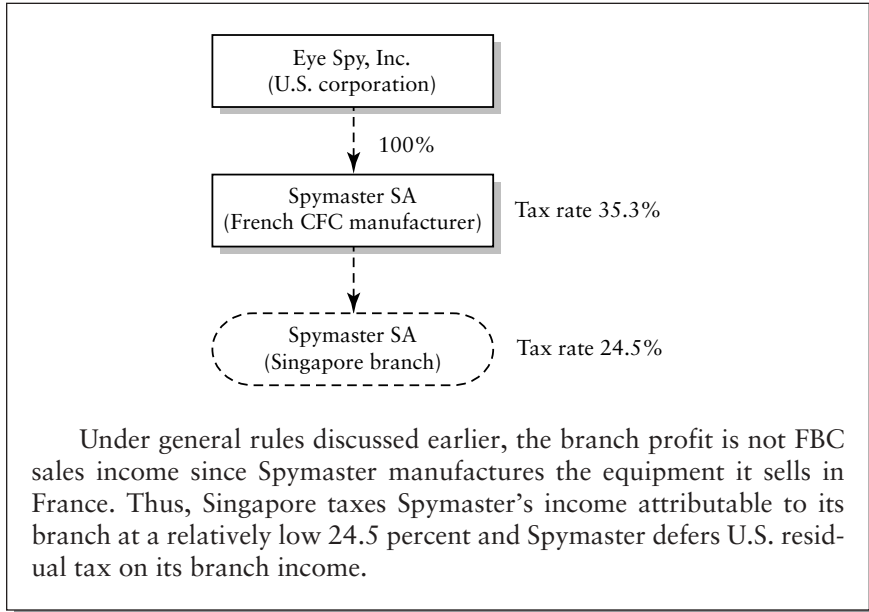 Eye Spy, Inc.
(U.S. corporation)
100%
Spymaster SA
(French CFC manufacturer)
Tax rate 35.3%
Spymaster SA
(Singapore branch)
Tax rate 24.5%
Under general rules discussed earlier, the branch profit is not FBC
sales income since Spymaster manufactures the equipment it sells in
France. Thus, Singapore taxes Spymaster’s income attributable to its
branch at a relatively low 24.5 percent and Spymaster defers U.S. resid-
ual tax on its branch income.